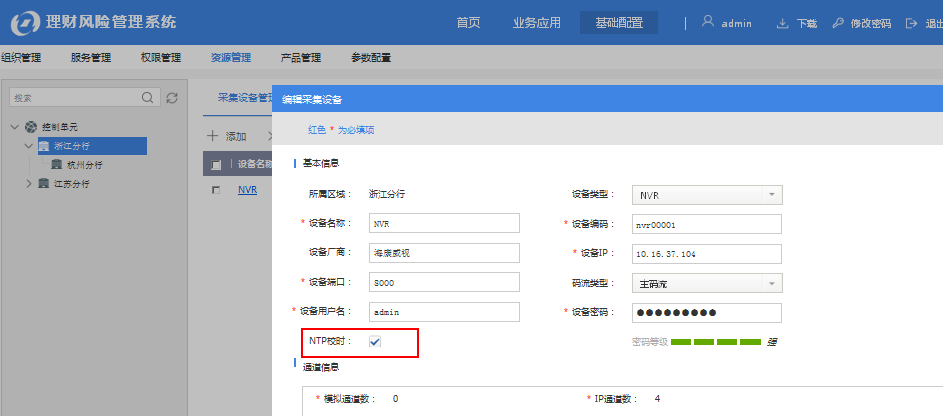 理财风险管理系统 首页 业务应用 基础配置 admin 下载 修改密码 退出
组织管理 服务管理 权限管理 资源管理 产品管理 参数配置
搜索
控制单元
浙江分行
杭州分行
江苏分行
采集设备管
添加
设备名称
NVR
编辑采集设备
红色 * 为必填项
基本信息
所属区域： 浙江分行 设备类型： NVR
* 设备名称： NVR * 设备编码： nvr00001
设备厂商： 海康威视 * 设备IP： 10.16.37.104
* 设备端口： 8000 码流类型： 主码流
* 设备用户名： admin * 设备密码： ●●●●●●●●●
NTP校时： 密码等级 强
通道信息
* 模拟通道数： 0 * IP通道数： 4